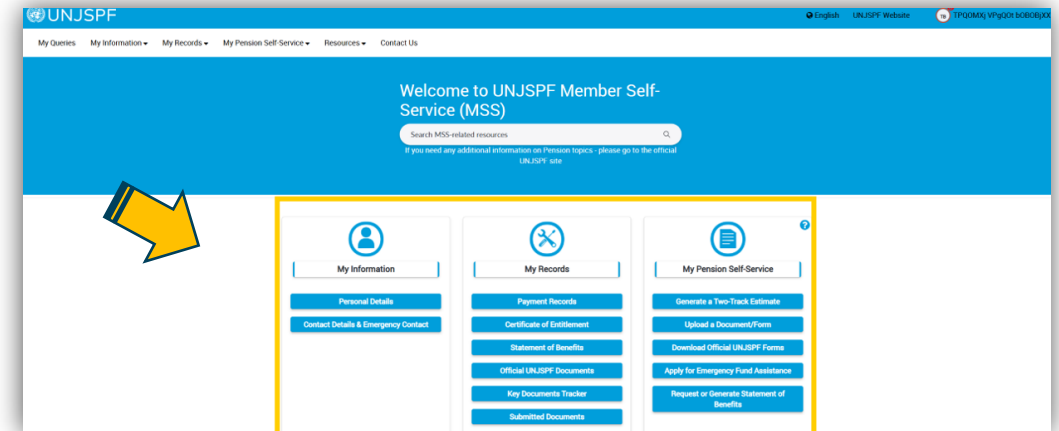 UNJSPF
English UNJSPF Website TPQOMXj VPgQOt bOBOBjXX
My Queries My Information My Records My Pension Self-Service Resources Contact Us
Welcome to UNJSPF Member Self-
Service (MSS)
Search MSS-related resources
If you need any additional information on Pension topics - please go to the official
UNJSPF site
My Information
Personal Details
Contact Details & Emergency Contact
My Records
Payment Records
Certificate of Entitlement
Statement of Benefits
Official UNJSPF Documents
Key Documents Tracker
Submitted Documents
?
My Pension Self-Service
Generate a Two-Track Estimate
Upload a Document/Form
Download Official UNJSPF Forms
Apply for Emergency Fund Assistance
Request or Generate Statement of
Benefits